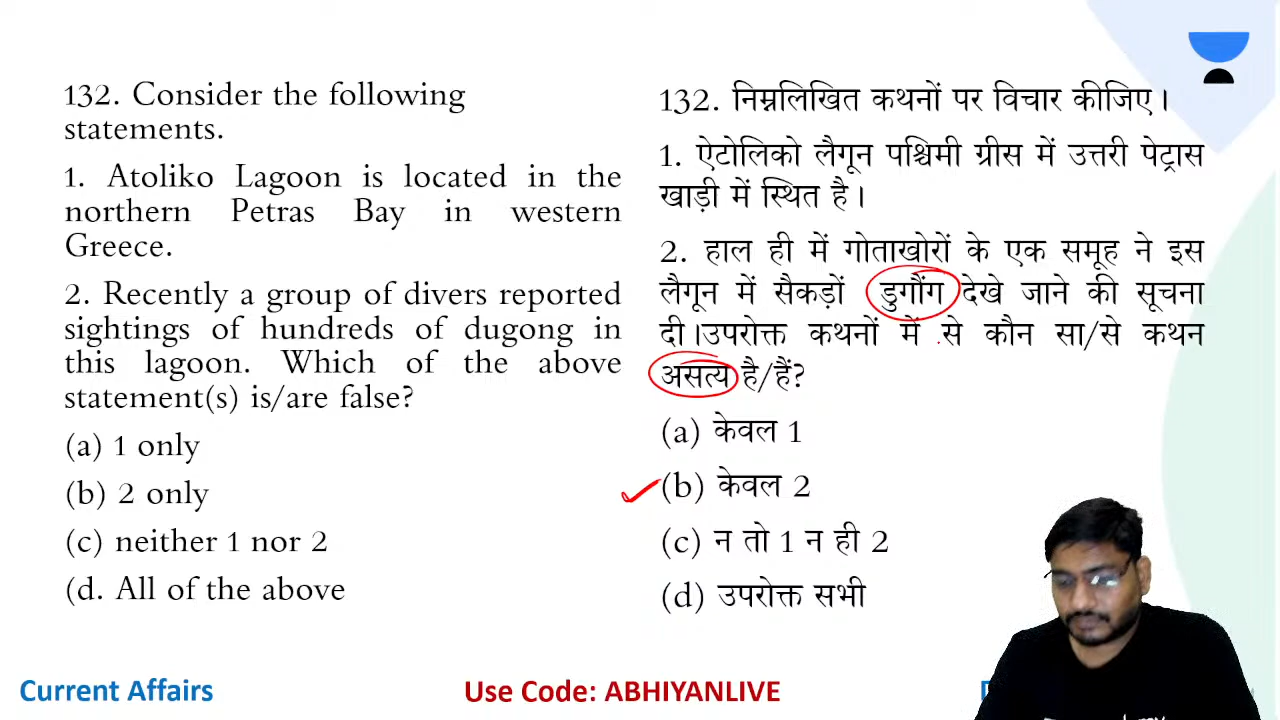 132. Consider the following
statements.
1. Atoliko Lagoon is located in the
northern Petras Bay in western
Greece.
2. Recently a group of divers reported
sightings of hundreds of dugong in
this lagoon. Which of the above
statement(s) is/are false?
(a) 1 only
(b) 2 only
(c) neither 1 nor 2
(d. All of the above
132. निम्नलिखित कथनों पर विचार कीजिए।
1. ऐटोलिको लैगून पश्चिमी ग्रीस में उत्तरी पेट्रास
खाड़ी में स्थित है।
2. हाल ही में गोताखोरों के एक समूह ने इस
लैगून में सैकड़ों डुगौंग देखे जाने की सूचना
दी।उपरोक्त कथनों में से कौन सा/से कथन
असत्य है/हैं?
(a) केवल 1
(b) केवल 2
(c) न तो 1 न ही 2
(d) उपरोक्त सभी
Current Affairs
Use Code: ABHIYANLIVE